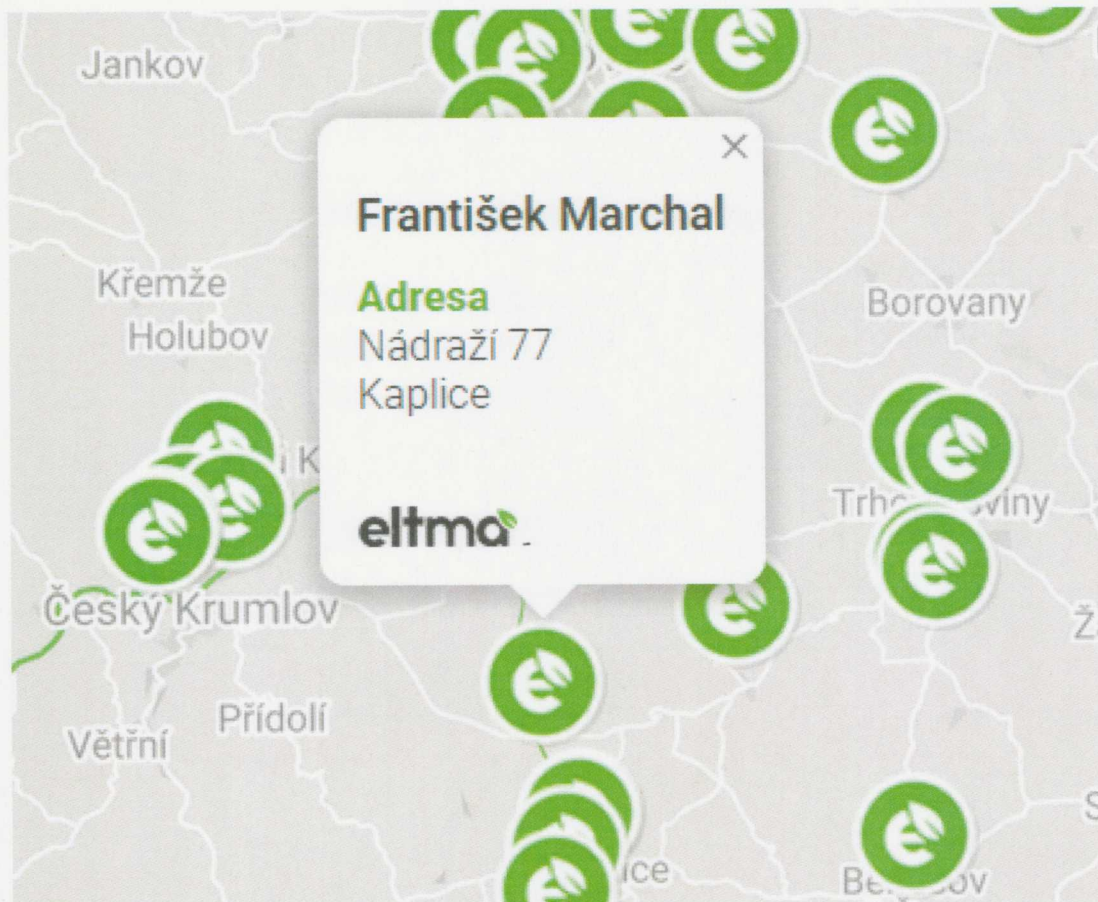 Jankov
František Marchal
Křemže
Adresa
Borovany
Holubov
Nádraží 77
Kaplice
eltma
Český Krumlov
Přídolí
Větřní